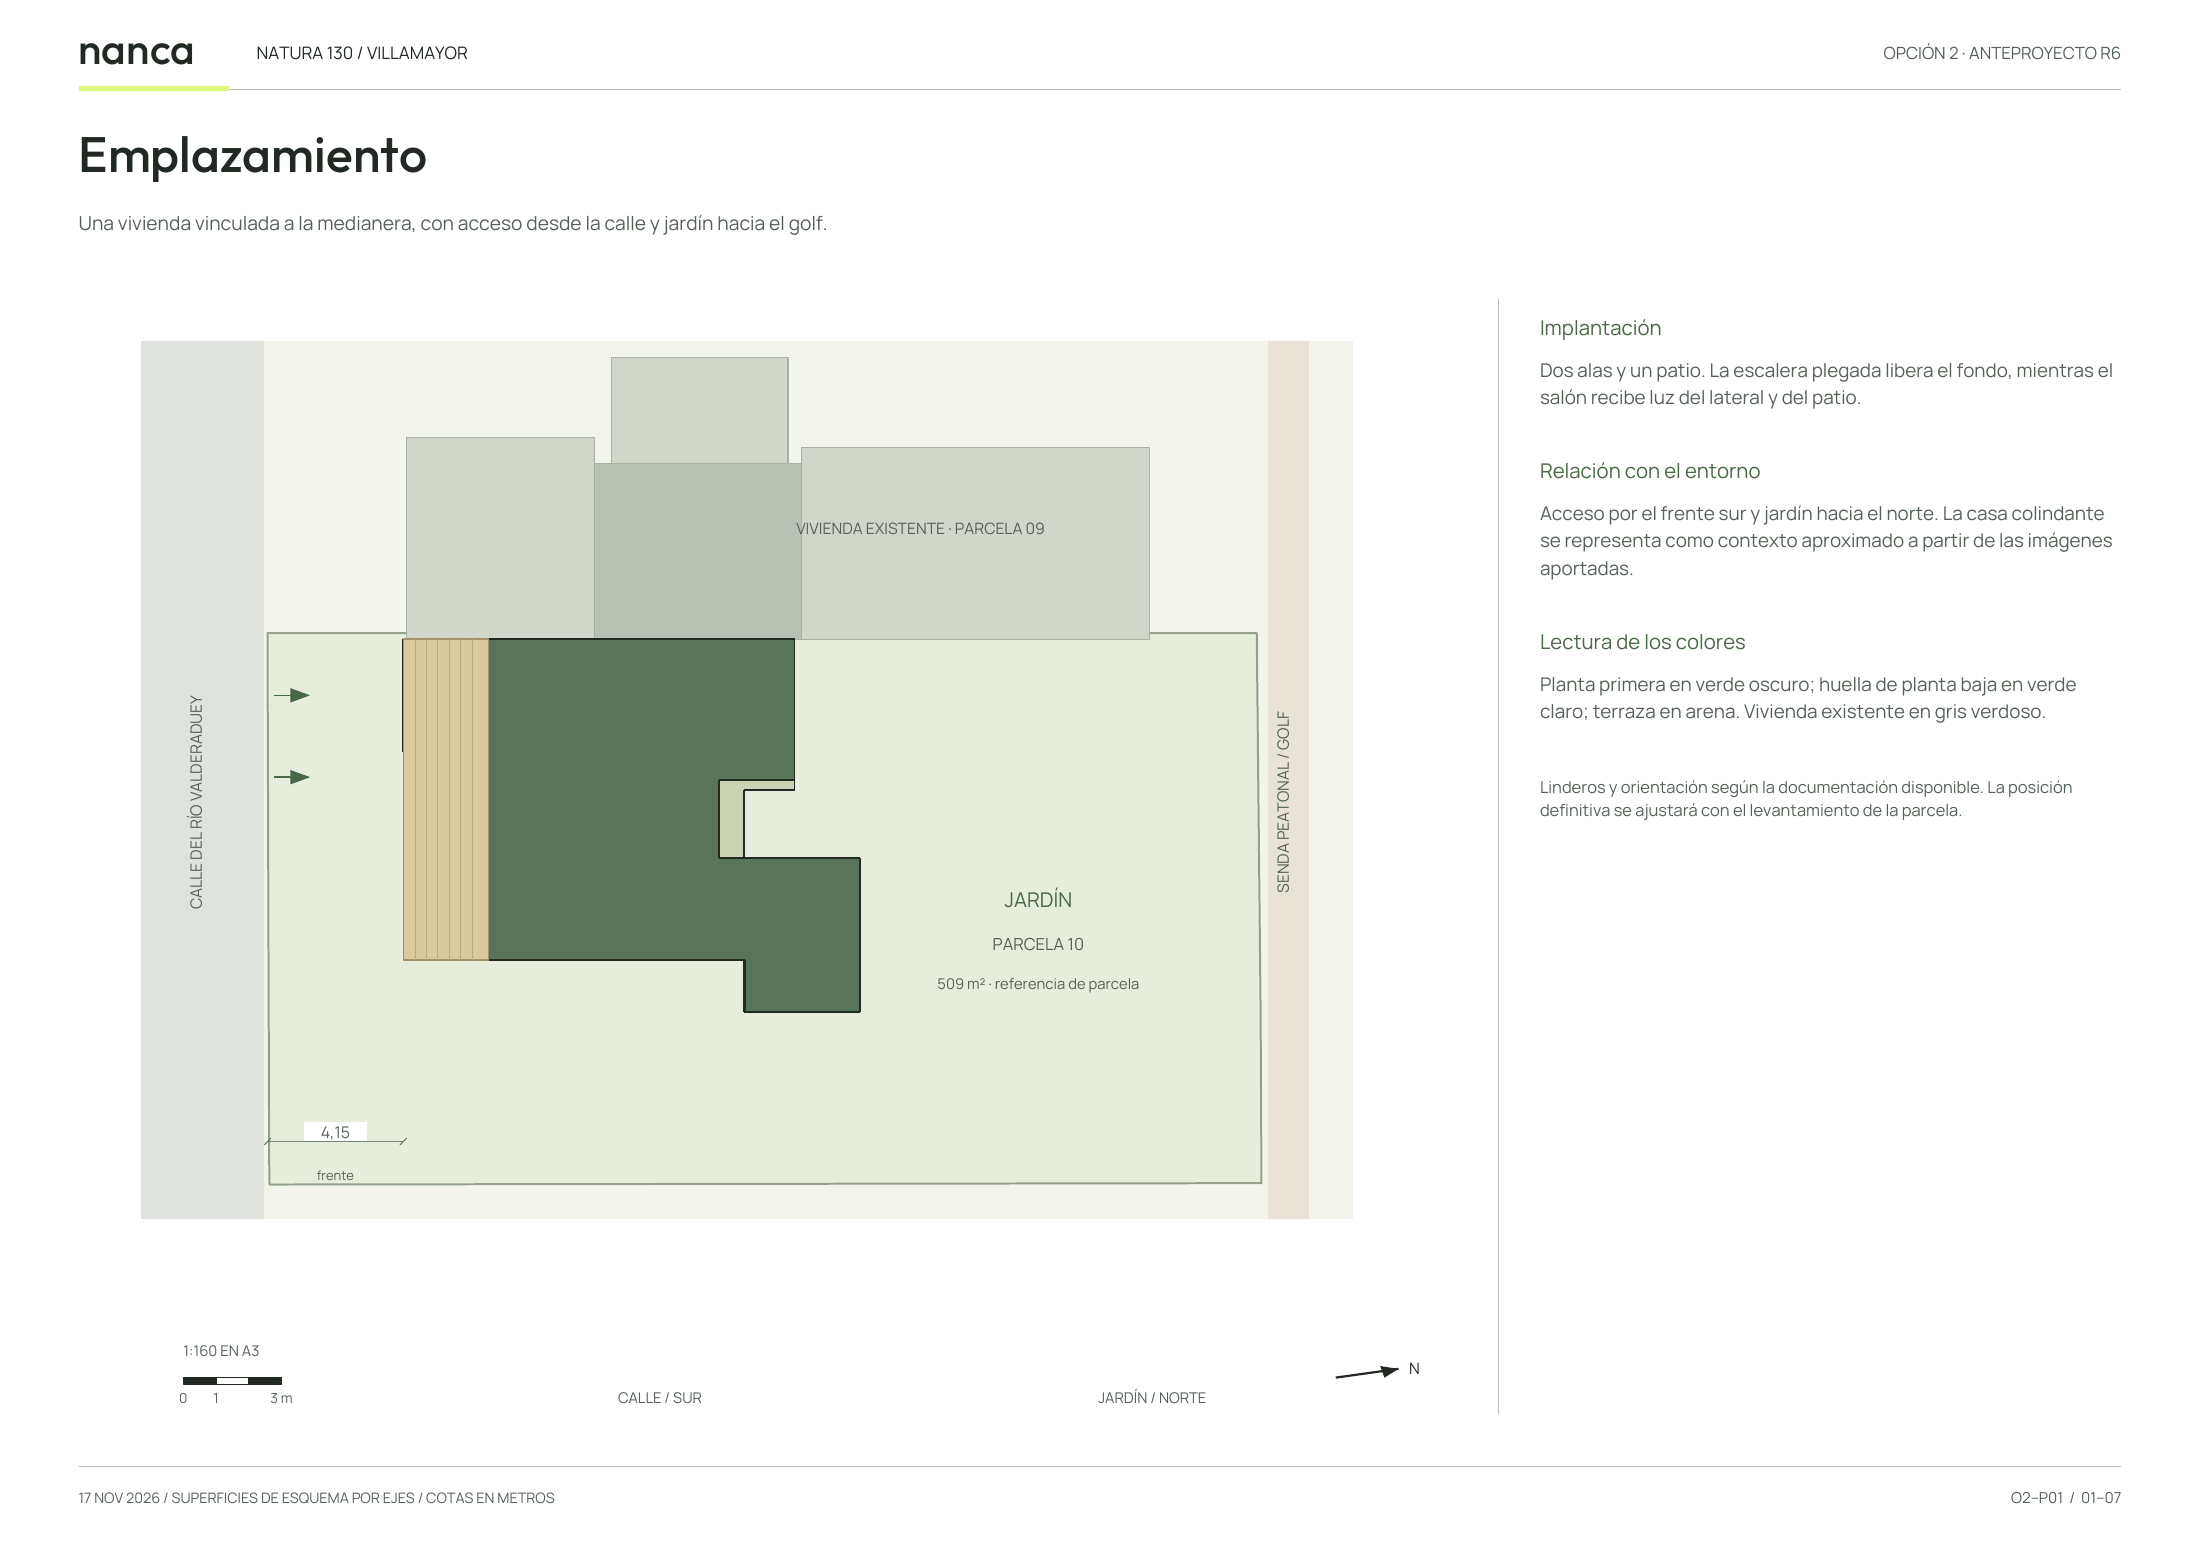 nanca
NATURA 130 / VILLAMAYOR
OPCIÓN 2 · ANTEPROYECTO R6
Emplazamiento
Una vivienda vinculada a la medianera, con acceso desde la calle y jardín hacia el golf.
VIVIENDA EXISTENTE · PARCELA 09
CALLE DEL RÍO VALDERADUEY
SENDA PEATONAL / GOLF
JARDÍN
PARCELA 10
509 m² · referencia de parcela
4,15
frente
Implantación
Dos alas y un patio. La escalera plegada libera el fondo, mientras el
salón recibe luz del lateral y del patio.
Relación con el entorno
Acceso por el frente sur y jardín hacia el norte. La casa colindante
se representa como contexto aproximado a partir de las imágenes
aportadas.
Lectura de los colores
Planta primera en verde oscuro; huella de planta baja en verde
claro; terraza en arena. Vivienda existente en gris verdoso.
Linderos y orientación según la documentación disponible. La posición
definitiva se ajustará con el levantamiento de la parcela.
1:160 EN A3
0 1 3 m
CALLE / SUR
JARDÍN / NORTE
N
17 NOV 2026 / SUPERFICIES DE ESQUEMA POR EJES / COTAS EN METROS
O2-P01 / 01-07